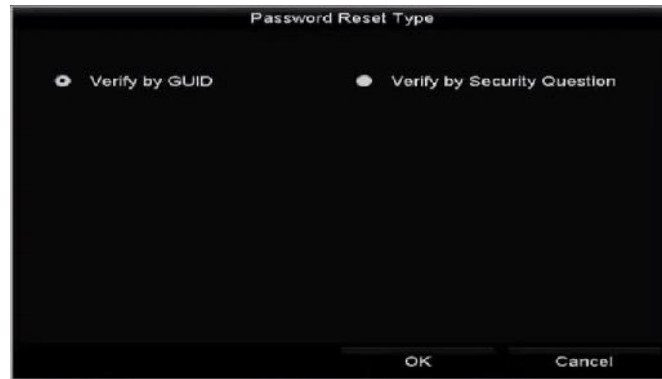 Password Reset Type
Verify by GUID Verify by Security Question
OK Cancel